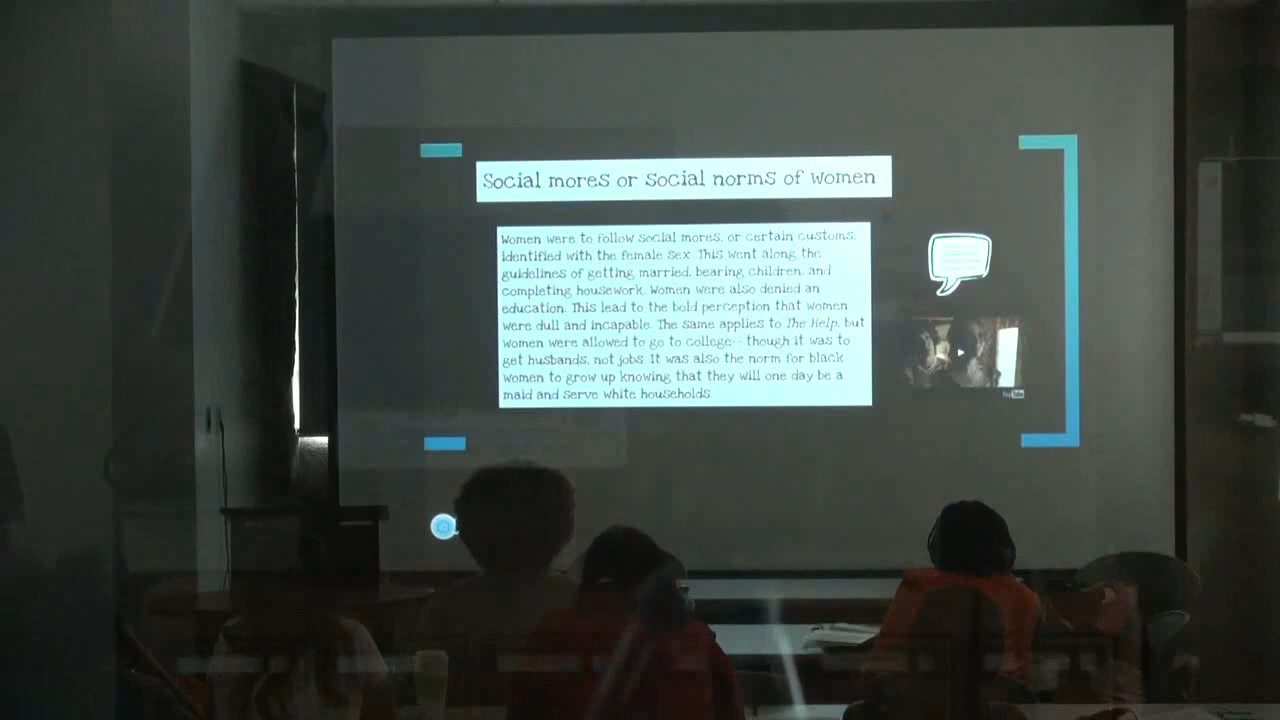 Social mores or social norms of women
Women were to follow social mores, or certain customs,
identified with the female sex. This went along the
guidelines of getting married, bearing children, and
completing housework. Women were also denied an
education. This lead to the bold perception that women
were dull and incapable. The same applies to The Help, but
women were allowed to go to college-- though it was to
get husbands, not jobs. It was also the norm for black
women to grow up knowing that they will one day be a
maid and serve white households.
YouTube